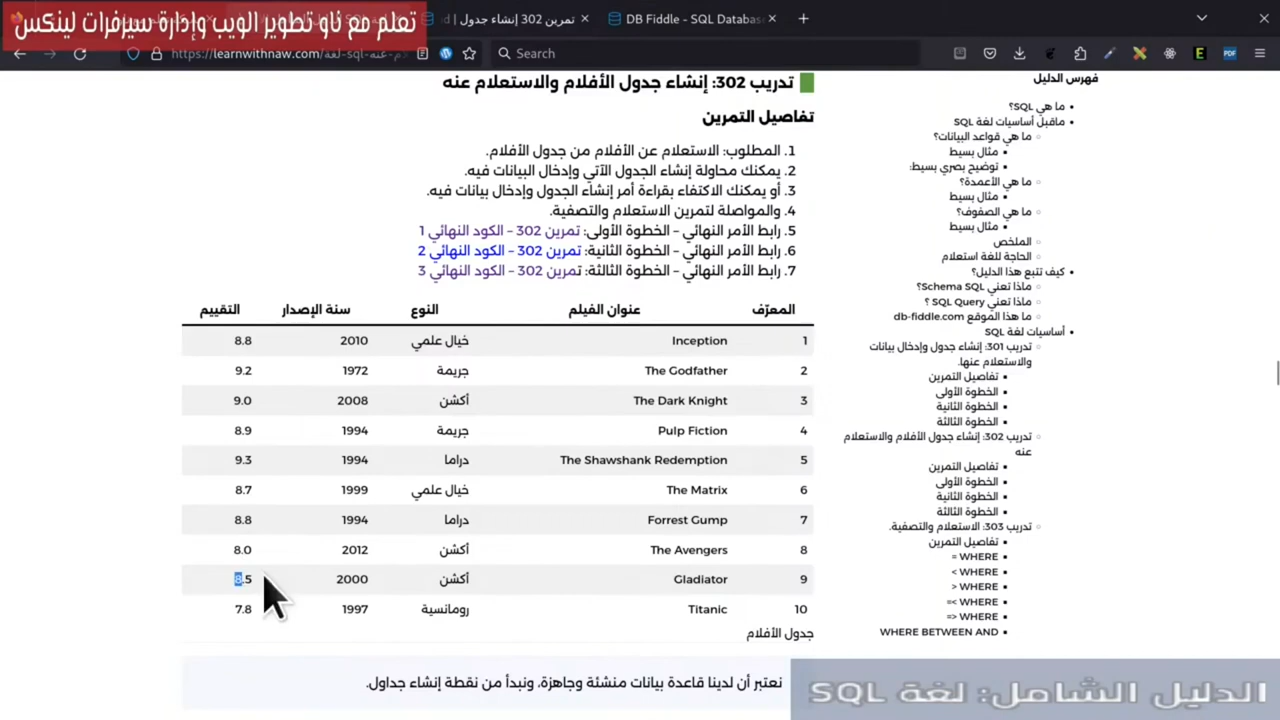 تعلم مع ناو تطوير الويب وإدارة سيرفرات لينكس
تمرين 302 إنشاء جدول | d
DB Fiddle - SQL Databas
https://learnwithnaw.com/لغة-sql-م_عنه
Search
تدريب 302: إنشاء جدول الأفلام والاستعلام عنه
تفاصيل التمرين
1. المطلوب: الاستعلام عن الأفلام من جدول الأفلام.
2. يمكنك محاولة إنشاء الجدول الآتي وإدخال البيانات فيه.
3. أو يمكنك الاكتفاء بقراءة أمر إنشاء الجدول وإدخال بيانات فيه.
4. والمواصلة لتمرين الاستعلام والتصفية.
5. رابط الأمر النهائي – الخطوة الأولى: تمرين 302 – الكود النهائي 1
6. رابط الأمر النهائي – الخطوة الثانية: تمرين 302 – الكود النهائي 2
7. رابط الأمر النهائي – الخطوة الثالثة: تمرين 302 – الكود النهائي 3
المعرّف عنوان الفيلم النوع سنة الإصدار التقييم
1 Inception خيال علمي 2010 8.8
2 The Godfather جريمة 1972 9.2
3 The Dark Knight أكشن 2008 9.0
4 Pulp Fiction جريمة 1994 8.9
5 The Shawshank Redemption دراما 1994 9.3
6 The Matrix خيال علمي 1999 8.7
7 Forrest Gump دراما 1994 8.8
8 The Avengers أكشن 2012 8.0
9 Gladiator أكشن 2000 8.5
10 Titanic رومانسية 1997 7.8
جدول الأفلام
نعتبر أن لدينا قاعدة بيانات منشئة وجاهزة، ونبدأ من نقطة إنشاء جداول.
فهرس الدليل
ما هي SQL؟
ماقبل أساسيات لغة SQL
ما هي قواعد البيانات؟
مثال بسيط
توضيح بصري بسيط:
ما هي الأعمدة؟
مثال بسيط
ما هي الصفوف؟
مثال بسيط
الملخص
الحاجة للغة استعلام
كيف تتبع هذا الدليل؟
ماذا تعني Schema SQL؟
ماذا تعني SQL Query ؟
ما هذا الموقع db-fiddle.com
أساسيات لغة SQL
تدريب 301: إنشاء جدول وإدخال بيانات
والاستعلام عنها.
تفاصيل التمرين
الخطوة الأولى
الخطوة الثانية
الخطوة الثالثة
تدريب 302: إنشاء جدول الأفلام والاستعلام
عنه
تفاصيل التمرين
الخطوة الأولى
الخطوة الثانية
الخطوة الثالثة
تدريب 303: الاستعلام والتصفية.
تفاصيل التمرين
= WHERE
< WHERE
> WHERE
=< WHERE
=> WHERE
WHERE BETWEEN AND
الدليل الشامل: لغة SQL